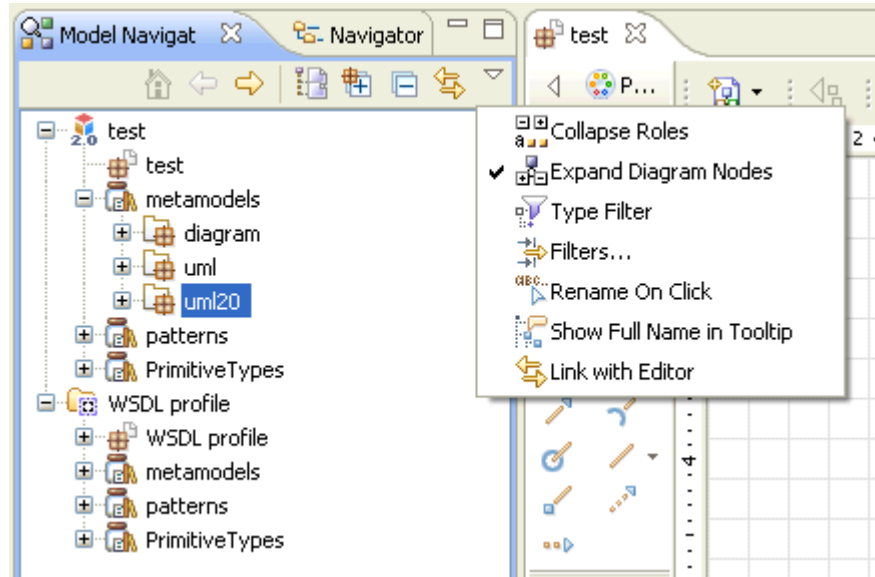 Model Navigat
Navigator
test
P...
test
2.0
test
metamodels
diagram
uml
uml20
patterns
PrimitiveTypes
WSDL profile
WSDL profile
metamodels
patterns
PrimitiveTypes
Collapse Roles
Expand Diagram Nodes
Type Filter
Filters...
Rename On Click
Show Full Name in Tooltip
Link with Editor
2
4